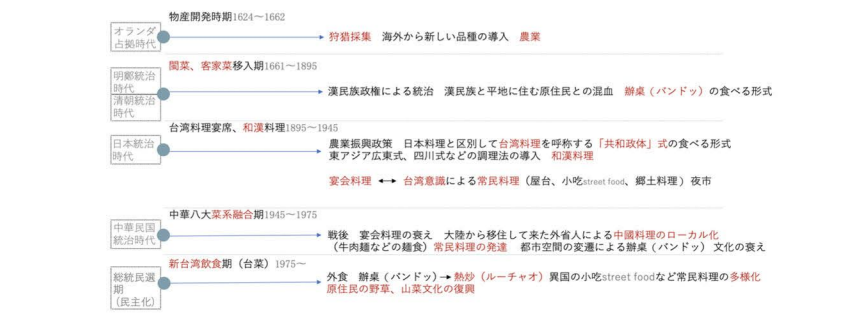 物産開発時期1624〜1662
オランダ
占拠時代
狩猟採集　海外から新しい品種の導入　農業
閩菜、客家菜移入期1661〜1895
明鄭統治
時代
清朝統治
時代
漢民族政権による統治　漢民族と平地に住む原住民との混血　辦桌（バンドッ）の食べる形式
台湾料理宴席、和漢料理1895〜1945
日本統治
時代
農業振興政策　日本料理と区別して台湾料理を呼称する「共和政体」式の食べる形式
東アジア広東式、四川式などの調理法の導入　和漢料理
宴会料理 ↔ 台湾意識による常民料理（屋台、小吃street food、郷土料理）夜市
中華八大菜系融合期1945〜1975
中華民国
統治時代
戦後　宴会料理の衰え　大陸から移住して来た外省人による中國料理のローカル化
（牛肉麺などの麺食）常民料理の発達　都市空間の変遷による辦桌（バンドッ） 文化の衰え
新台湾飲食期（台菜）1975〜
総統民選
期
（民主化）
外食　辦桌（バンドッ）→熱炒（ルーチャオ）異国の小吃street foodなど常民料理の多様化
原住民の野草、山菜文化の復興